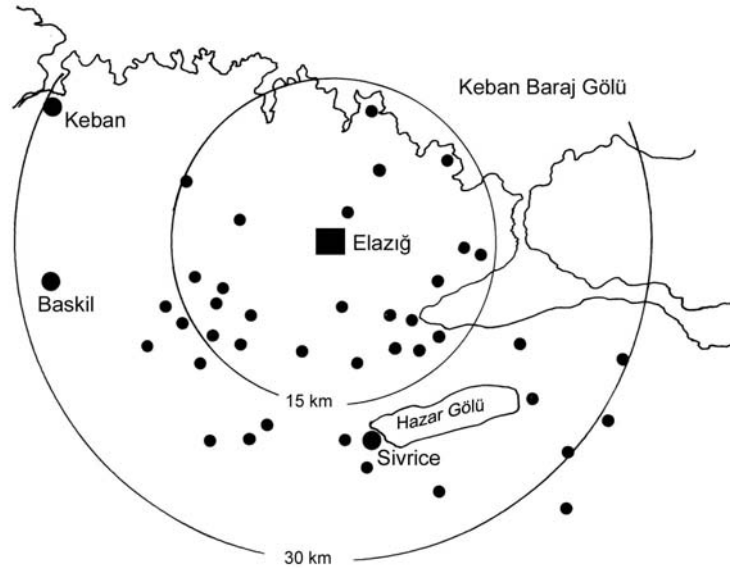 Keban Baraj Gölü
Keban
Elazığ
Baskil
15 km
Hazar Gölü
Sivrice
30 km